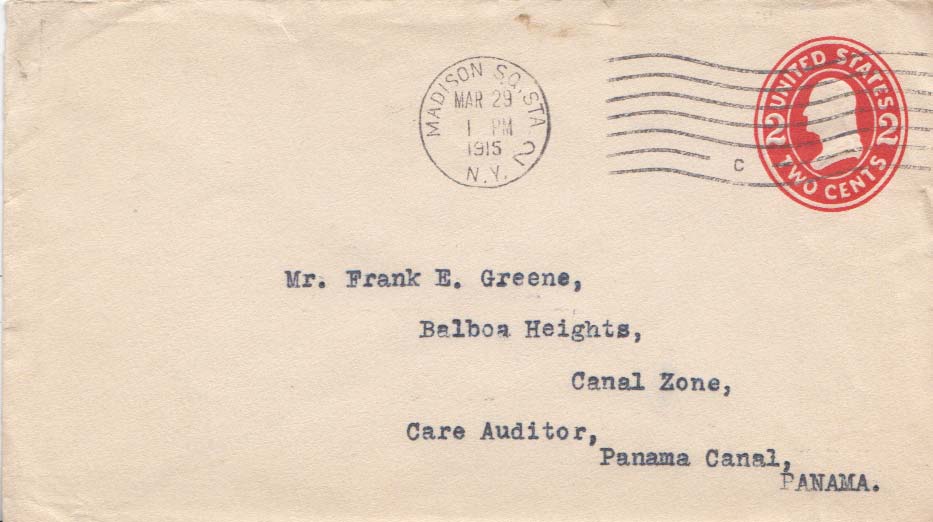 MADISON SQ. STA. 2
MAR 29
1 PM
1915
N.Y.
C
UNITED STATES
2 2
TWO CENTS
Mr. Frank E. Greene,
Balboa Heights,
Canal Zone,
Care Auditor,
Panama Canal,
PANAMA.